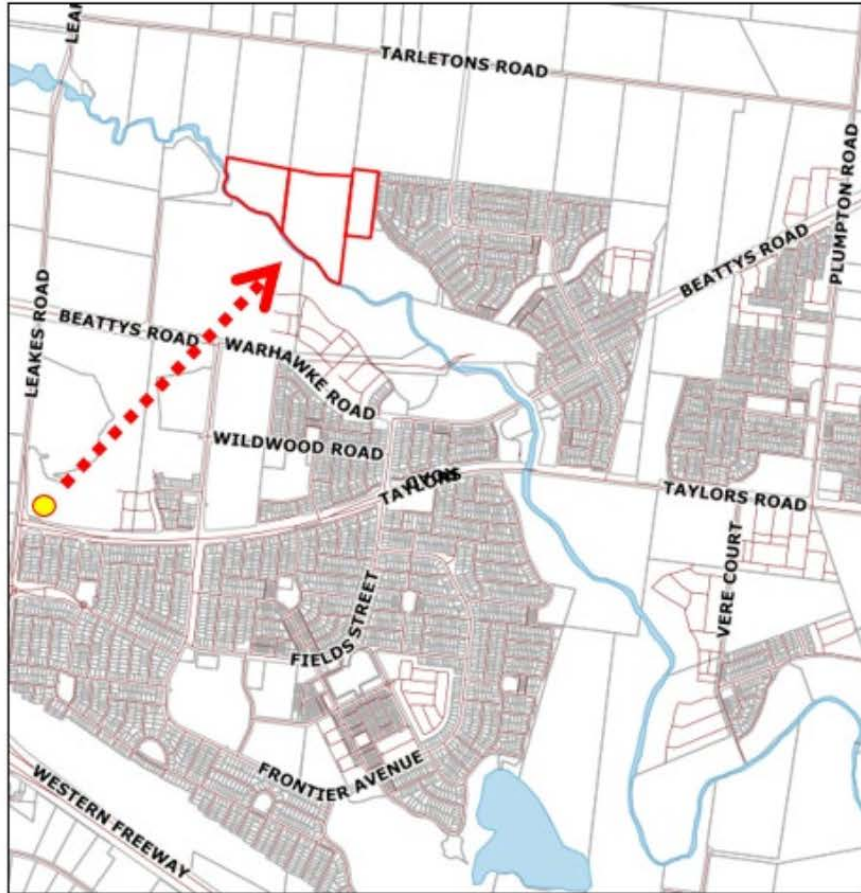 LEAK
TARLETONS ROAD
PLUMPTON ROAD
BEATTYS ROAD
LEAKES ROAD
BEATTYS ROAD
WARHAWKE ROAD
WILDWOOD ROAD
TAYLORS
TAYLORS ROAD
VERE COURT
FIELDS STREET
FRONTIER AVENUE
WESTERN FREEWAY